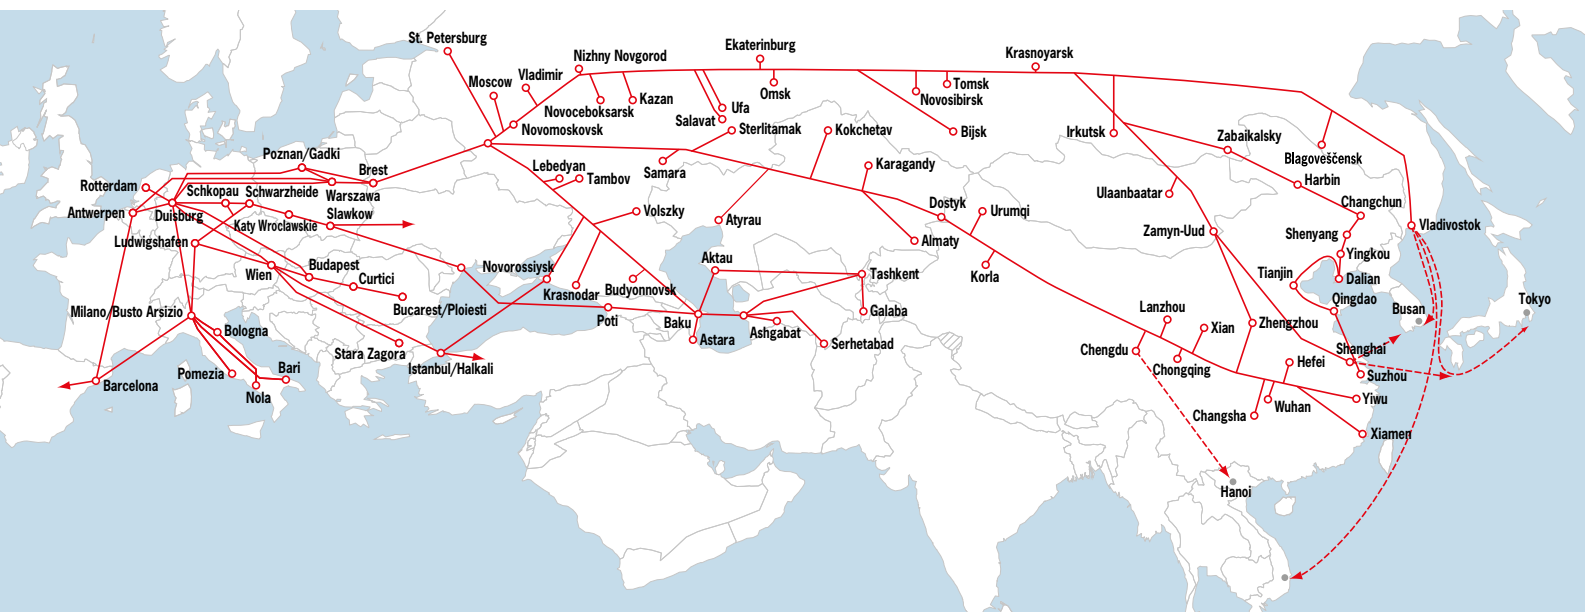 St. Petersburg
Moscow
Vladimir
Nizhny Novgorod
Ekaterinburg
Krasnoyarsk
Novoceboksarsk
Kazan
Ufa
Salavat
Omsk
Tomsk
Novosibirsk
Novomoskovsk
Sterlitamak
Kokchetav
Bijsk
Irkutsk
Zabaikalsky
Blagoveščensk
Poznan/Gadki
Brest
Lebedyan
Tambov
Samara
Karagandy
Harbin
Rotterdam
Schkopau
Schwarzheide
Warszawa
Ulaanbaatar
Changchun
Antwerpen
Duisburg
Katy Wroclawskie
Slawkow
Volszky
Atyrau
Dostyk
Urumqi
Zamyn-Uud
Shenyang
Vladivostok
Ludwigshafen
Almaty
Yingkou
Wien
Budapest
Curtici
Novorossiysk
Aktau
Tashkent
Korla
Tianjin
Dalian
Krasnodar
Budyonnovsk
Qingdao
Busan
Tokyo
Milano/Busto Arsizio
Bucarest/Ploiesti
Poti
Baku
Galaba
Lanzhou
Xian
Zhengzhou
Bologna
Astara
Ashgabat
Serhetabad
Chengdu
Shanghai
Stara Zagora
Istanbul/Halkali
Chongqing
Hefei
Suzhou
Barcelona
Pomezia
Nola
Bari
Changsha
Wuhan
Yiwu
Xiamen
Hanoi